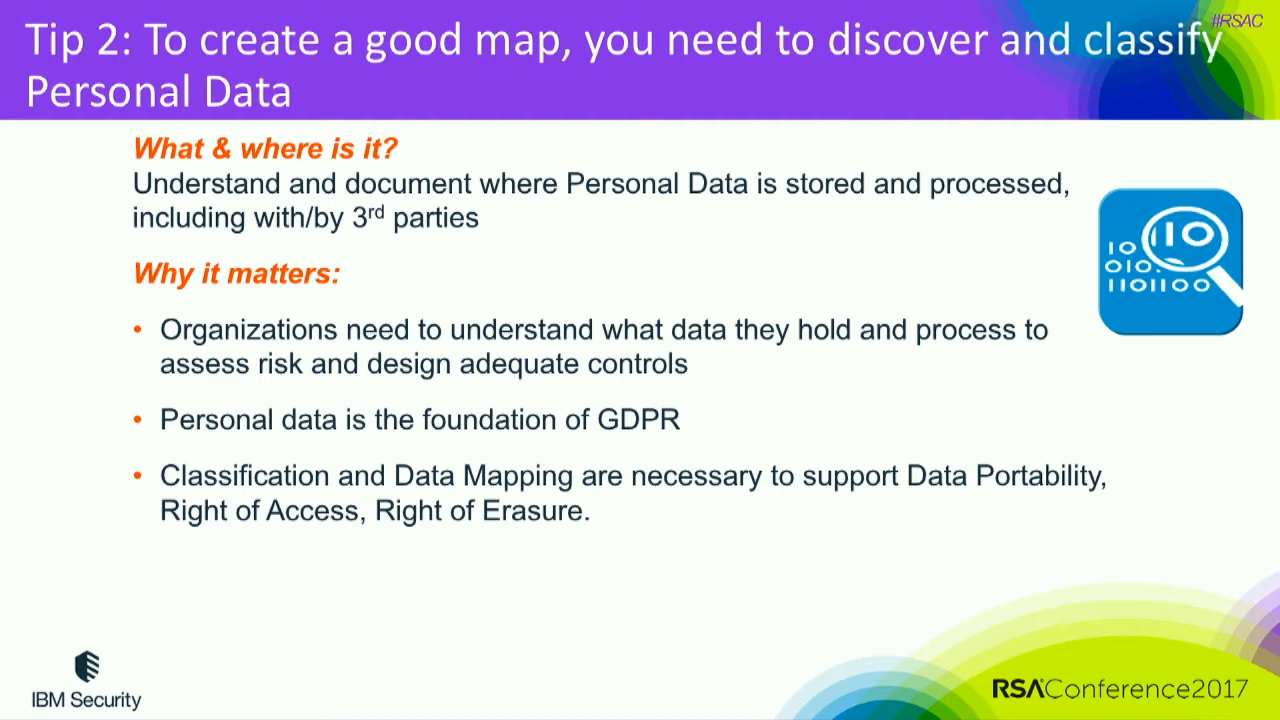 #RSAC
Tip 2: To create a good map, you need to discover and classify
Personal Data
What & where is it?
Understand and document where Personal Data is stored and processed,
including with/by 3rd parties
Why it matters:
• Organizations need to understand what data they hold and process to
assess risk and design adequate controls
• Personal data is the foundation of GDPR
• Classification and Data Mapping are necessary to support Data Portability,
Right of Access, Right of Erasure.
10
10
010.
1101100
IBM Security
RSAConference2017